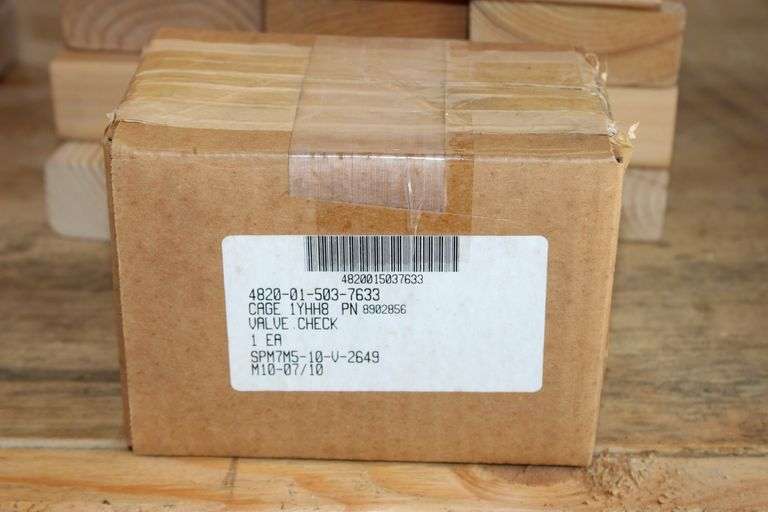 4820015037633
4820-01-503-7633
CAGE 1YHH8 PN 8902856
VALVE.CHECK
1 EA
SPM7M5-10-V-2649
M10-07/10